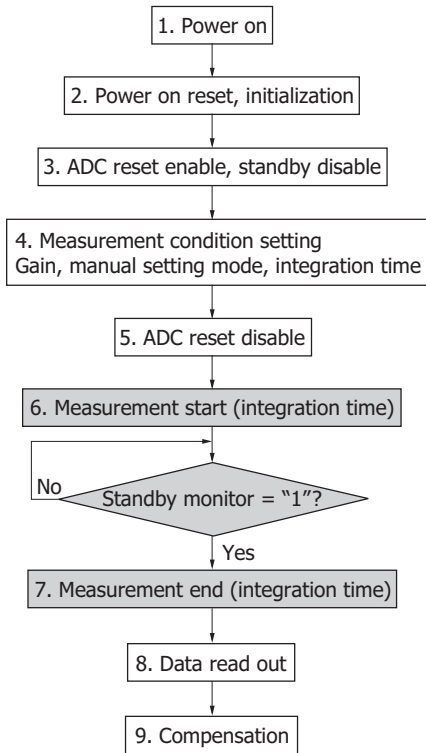 1. Power on
2. Power on reset, initialization
3. ADC reset enable, standby disable
4. Measurement condition setting
Gain, manual setting mode, integration time
5. ADC reset disable
6. Measurement start (integration time)
No
Standby monitor = “1”?
Yes
7. Measurement end (integration time)
8. Data read out
9. Compensation